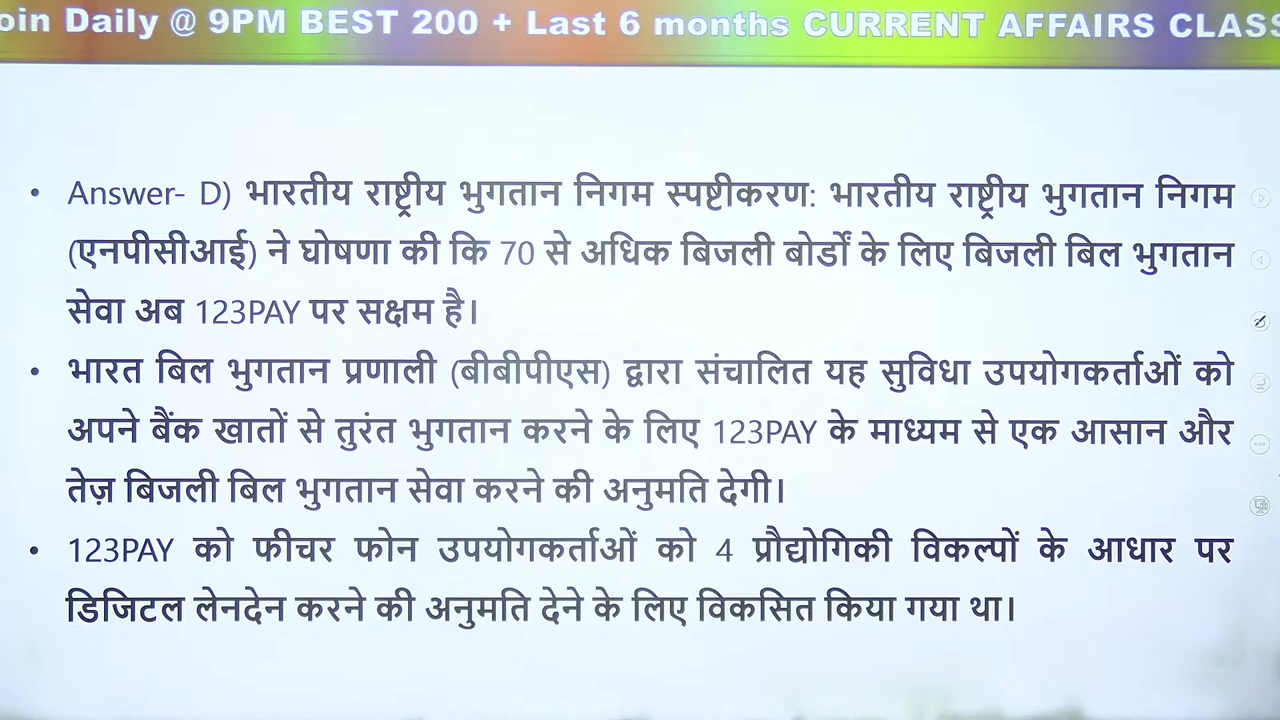 oin Daily @ 9PM BEST 200 + Last 6 months CURRENT AFFAIRS CLASS
• Answer- D) भारतीय राष्ट्रीय भुगतान निगम स्पष्टीकरण: भारतीय राष्ट्रीय भुगतान निगम
(एनपीसीआई) ने घोषणा की कि 70 से अधिक बिजली बोर्डों के लिए बिजली बिल भुगतान
सेवा अब 123PAY पर सक्षम है।
• भारत बिल भुगतान प्रणाली (बीबीपीएस) द्वारा संचालित यह सुविधा उपयोगकर्ताओं को
अपने बैंक खातों से तुरंत भुगतान करने के लिए 123PAY के माध्यम से एक आसान और
तेज़ बिजली बिल भुगतान सेवा करने की अनुमति देगी।
• 123PAY को फीचर फोन उपयोगकर्ताओं को 4 प्रौद्योगिकी विकल्पों के आधार पर
डिजिटल लेनदेन करने की अनुमति देने के लिए विकसित किया गया था।